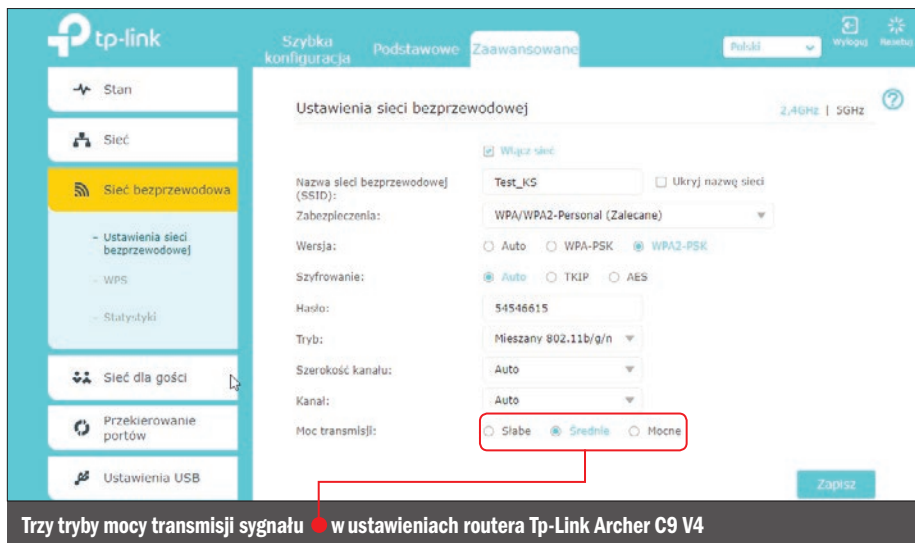 tp-link
Szybka
konfiguracja
Podstawowe
Zaawansowane
Polski
Wyloguj
Resetuj
Stan
Sieć
Sieć bezprzewodowa
- Ustawienia sieci
bezprzewodowej
- WPS
- Statystyki
Sieć dla gości
Przekierowanie
portów
Ustawienia USB
Ustawienia sieci bezprzewodowej
2,4GHz | 5GHz
?
Włącz sieć
Nazwa sieci bezprzewodowej
(SSID):
Test_KS
Ukryj nazwę sieci
Zabezpieczenia:
WPA/WPA2-Personal (Zalecane)
Wersja:
Auto
WPA-PSK
WPA2-PSK
Szyfrowanie:
Auto
TKIP
AES
Hasło:
54546615
Tryb:
Mieszany 802.11b/g/n
Szerokość kanału:
Auto
Kanał:
Auto
Moc transmisji:
Słabe
Średnie
Mocne
Zapisz
Trzy tryby mocy transmisji sygnału w ustawieniach routera Tp-Link Archer C9 V4